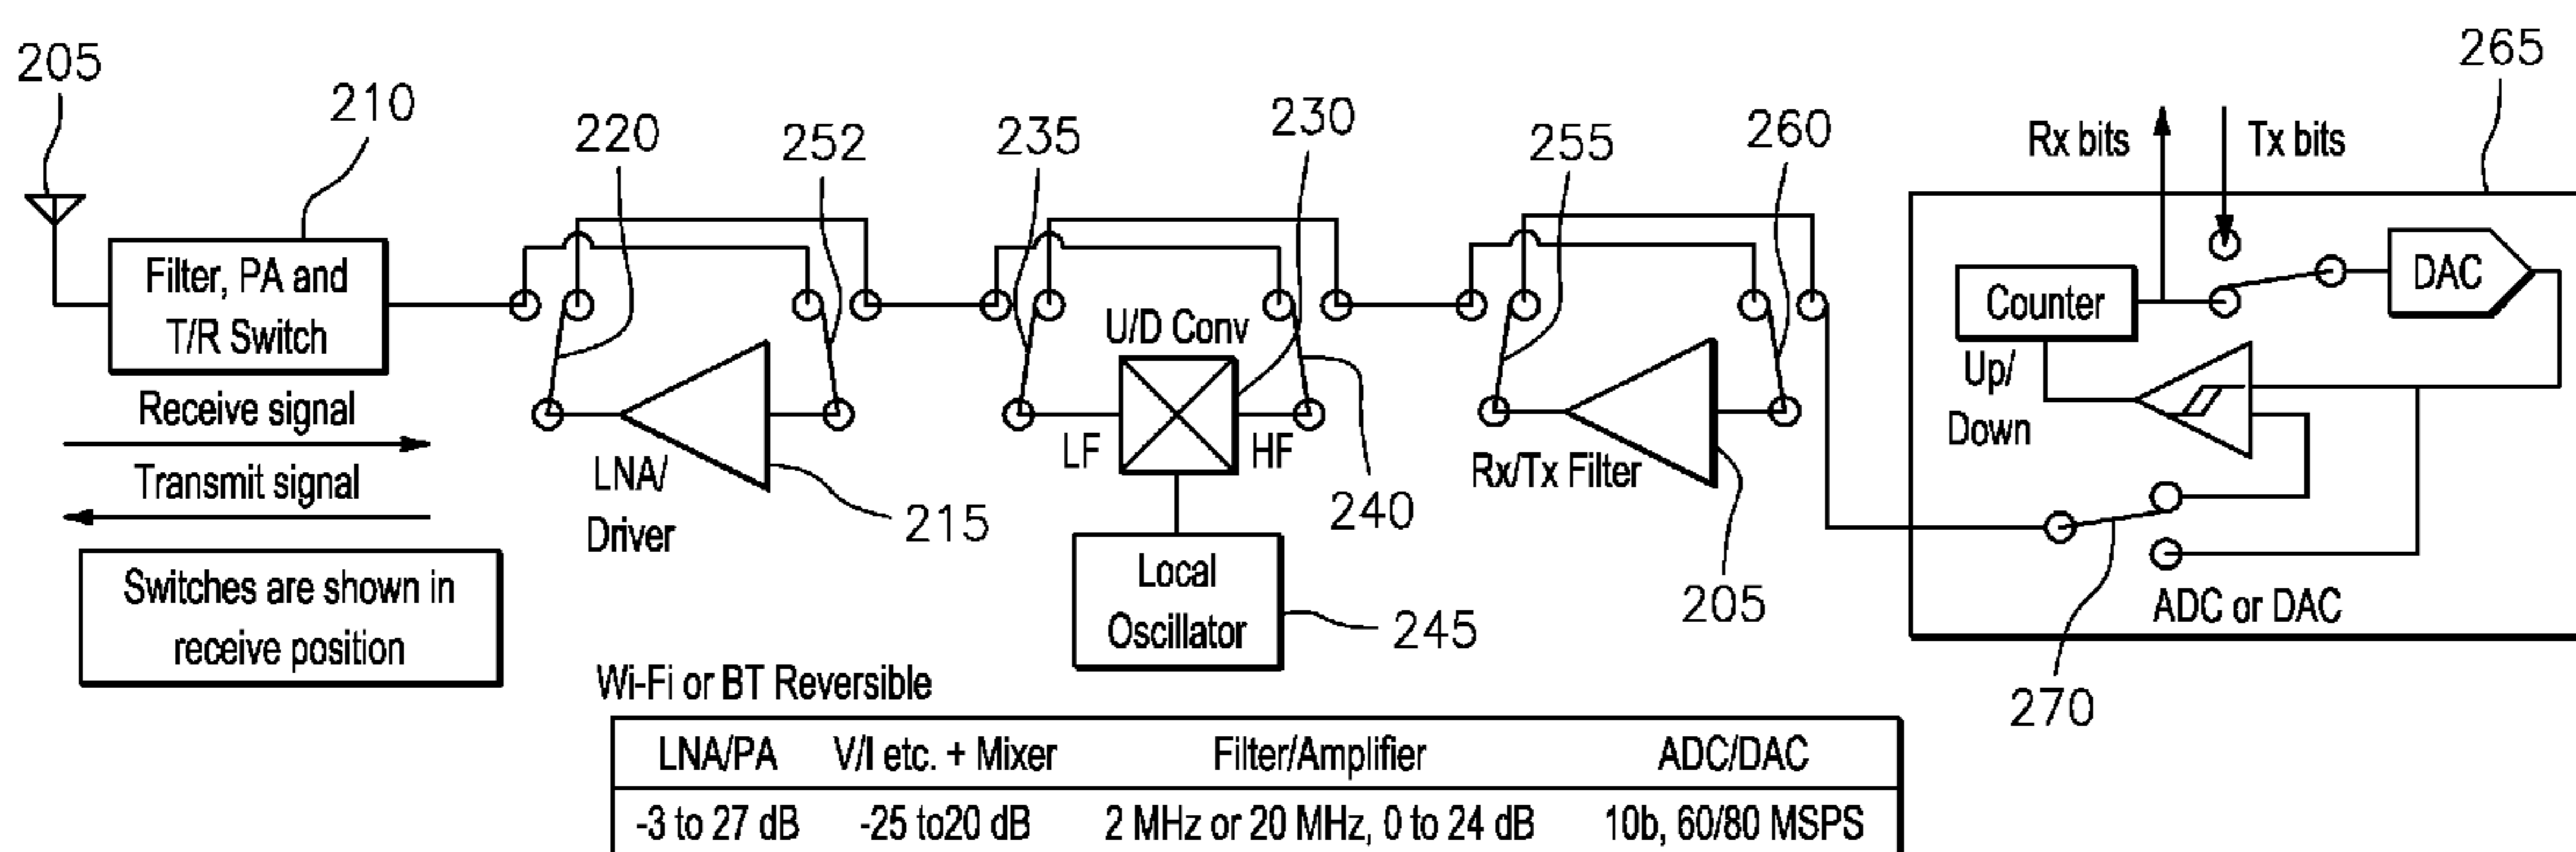 205
210
220
252
235
230
255
260
265
Rx bits
Tx bits
Filter, PA and
T/R Switch
U/D Conv
Counter
DAC
Up/
Down
Receive signal
Transmit signal
LNA/
Driver
215
LF
HF
240
Rx/Tx Filter
205
Local
Oscillator
245
ADC or DAC
270
Switches are shown in
receive position
Wi-Fi or BT Reversible
LNA/PA V/I etc. + Mixer Filter/Amplifier ADC/DAC
-3 to 27 dB -25 to20 dB 2 MHz or 20 MHz, 0 to 24 dB 10b, 60/80 MSPS